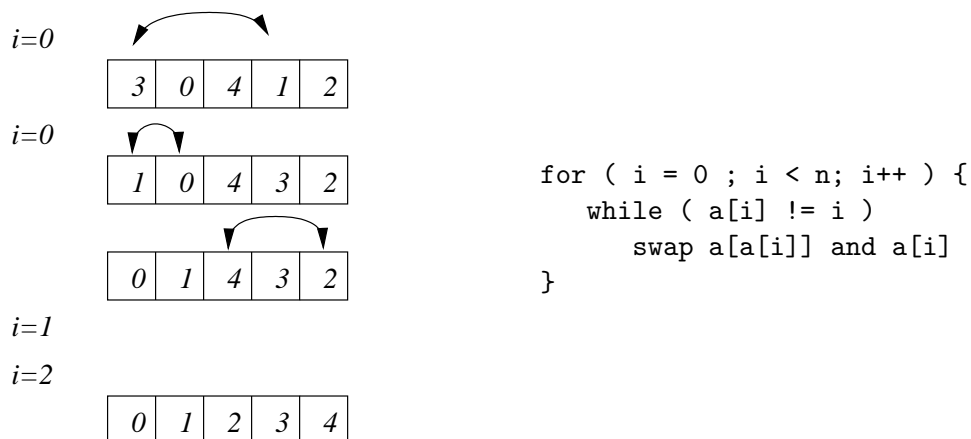 i=0
3 0 4 1 2
i=0
1 0 4 3 2
0 1 4 3 2
i=1
i=2
0 1 2 3 4
for ( i = 0 ; i < n; i++ ) {
while ( a[i] != i )
swap a[a[i]] and a[i]
}